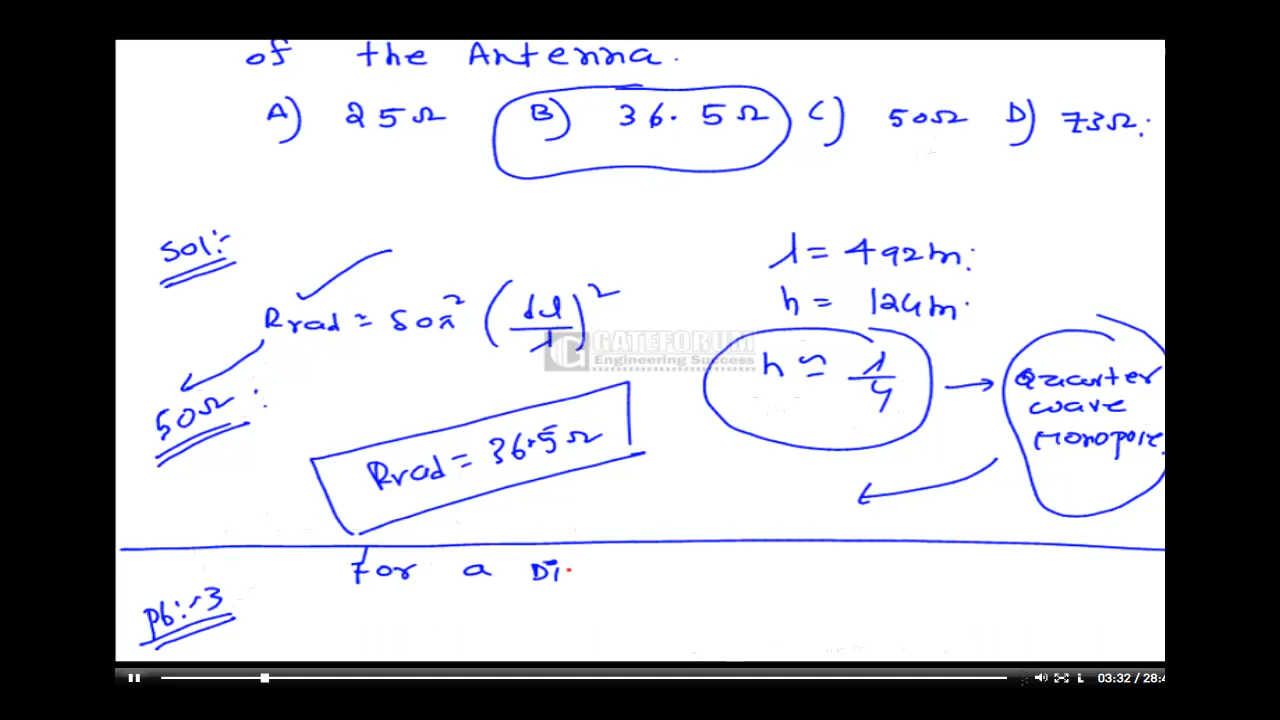 of the Antenna.
A) 25Ω B) 36.5Ω C) 50Ω D) 73Ω.
Sol:-
λ = 492m.
h = 124m.
Rrad = 80π² (dl/λ)²
GATEFORUM
Engineering Success
h ≃ λ/4 → Quarter
wave
Monopole.
50Ω.
Rrad = 36.5Ω
For a Di
Pb:-3
03:32 / 28:4